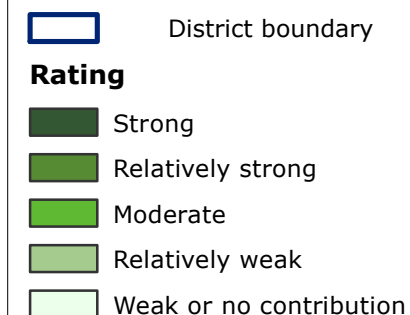 District boundary
Rating
Strong
Relatively strong
Moderate
Relatively weak
Weak or no contribution